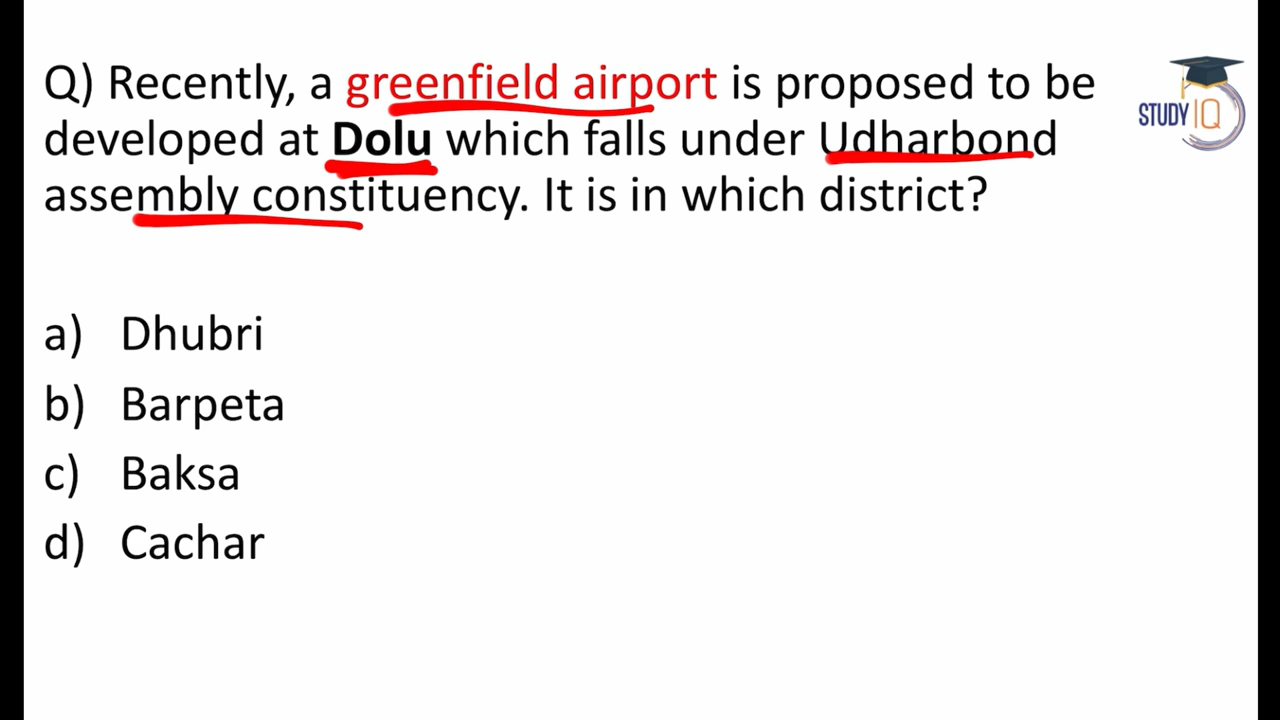 Q) Recently, a greenfield airport is proposed to be
developed at Dolu which falls under Udharbond
assembly constituency. It is in which district?
STUDY IQ
a) Dhubri
b) Barpeta
c) Baksa
d) Cachar